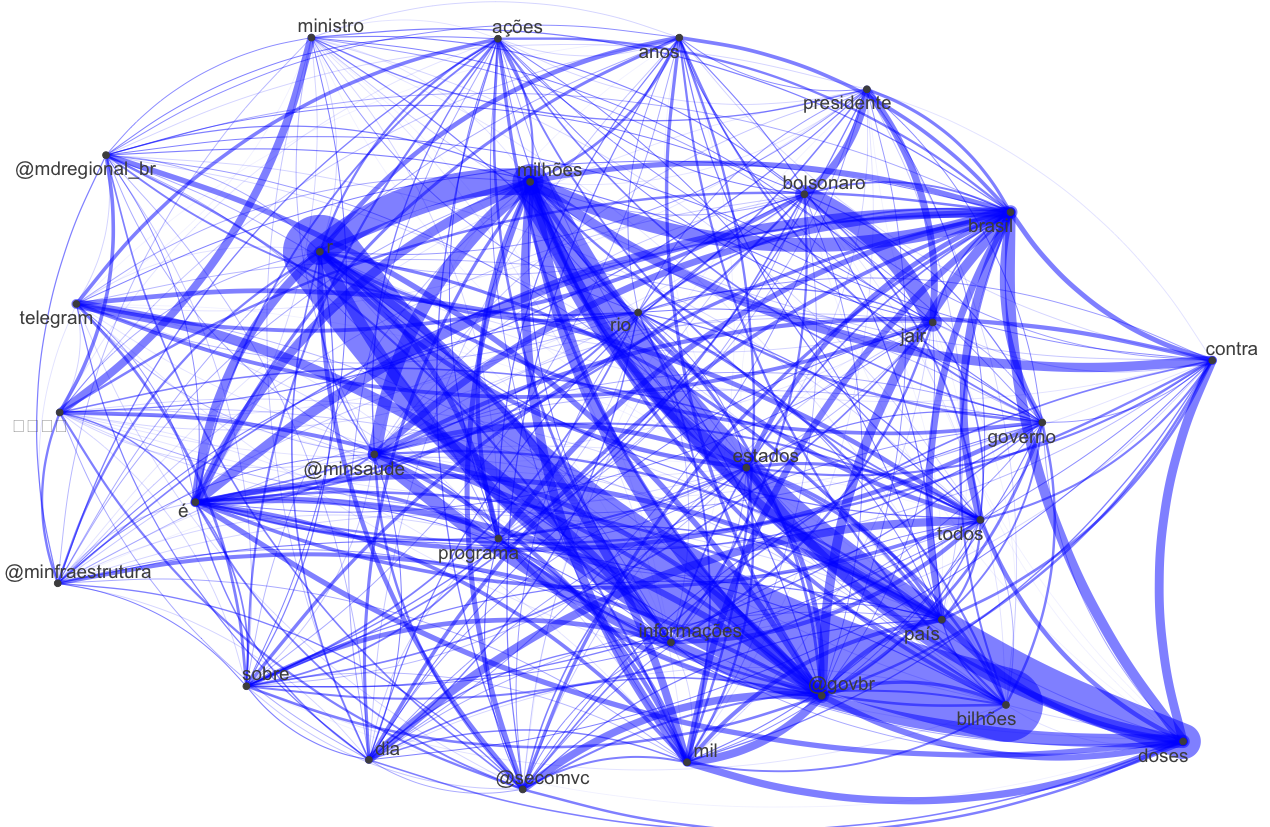 ministro
ações
anos
presidente
@mdregional_br
milhões
bolsonaro
brasil
r
telegram
rio
jair
contra
governo
@minsaude
estados
é
todos
programa
@minfraestrutura
informações
país
sobre
@govbr
bilhões
dia
mil
doses
@secomvc